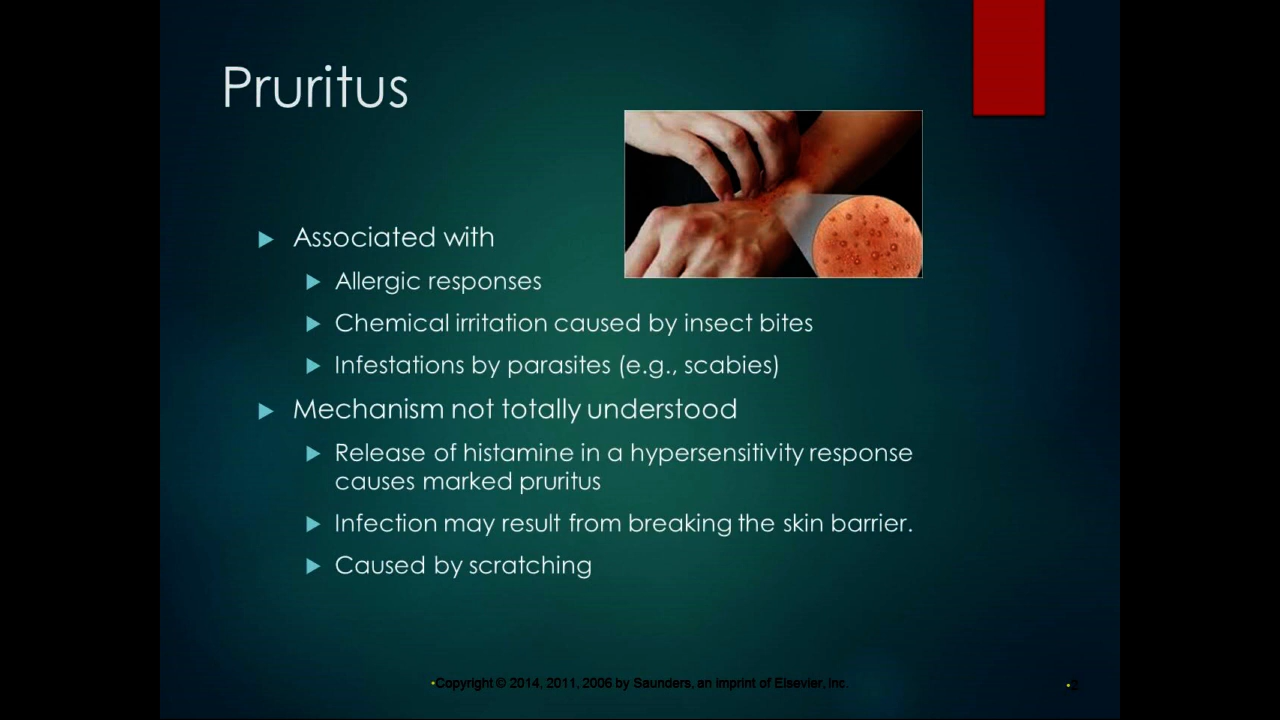 Pruritus
Associated with
Allergic responses
Chemical irritation caused by insect bites
Infestations by parasites (e.g., scabies)
Mechanism not totally understood
Release of histamine in a hypersensitivity response
causes marked pruritus
Infection may result from breaking the skin barrier.
Caused by scratching
•Copyright © 2014, 2011, 2006 by Saunders, an imprint of Elsevier, Inc.